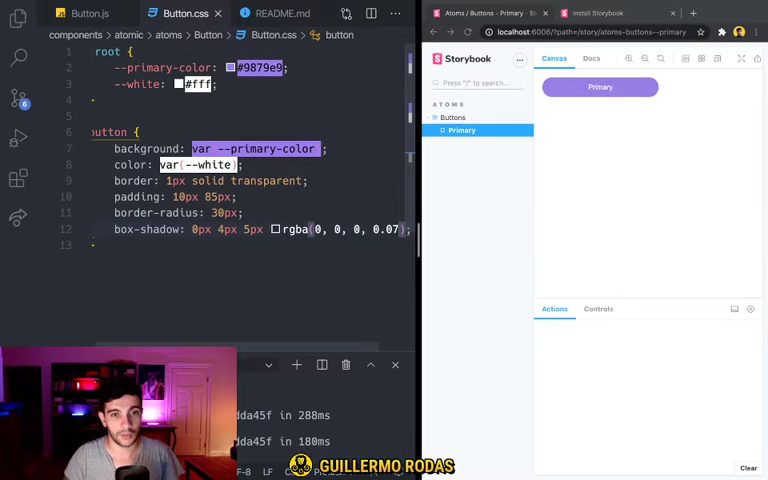 Button.js
Button.css
README.md
components > atomic > atoms > Button > Button.css > button
1 :root {
2 --primary-color: #9879e9;
3 --white: #fff;
4
5
6 button {
7 background: var --primary-color ;
8 color: var(--white);
9 border: 1px solid transparent;
10 padding: 10px 85px;
11 border-radius: 30px;
12 box-shadow: 0px 4px 5px rgba(0, 0, 0, 0.07);
13
6
dda45f in 288ms
dda45f in 180ms
F-8 LF
GUILLERMO RODAS
Atoms / Buttons - Primary - S
Install Storybook
localhost:6006/?path=/story/atoms-buttons--primary
Storybook
Press "/" to search...
ATOMS
Buttons
Primary
Canvas
Docs
Primary
Actions
Controls
Clear